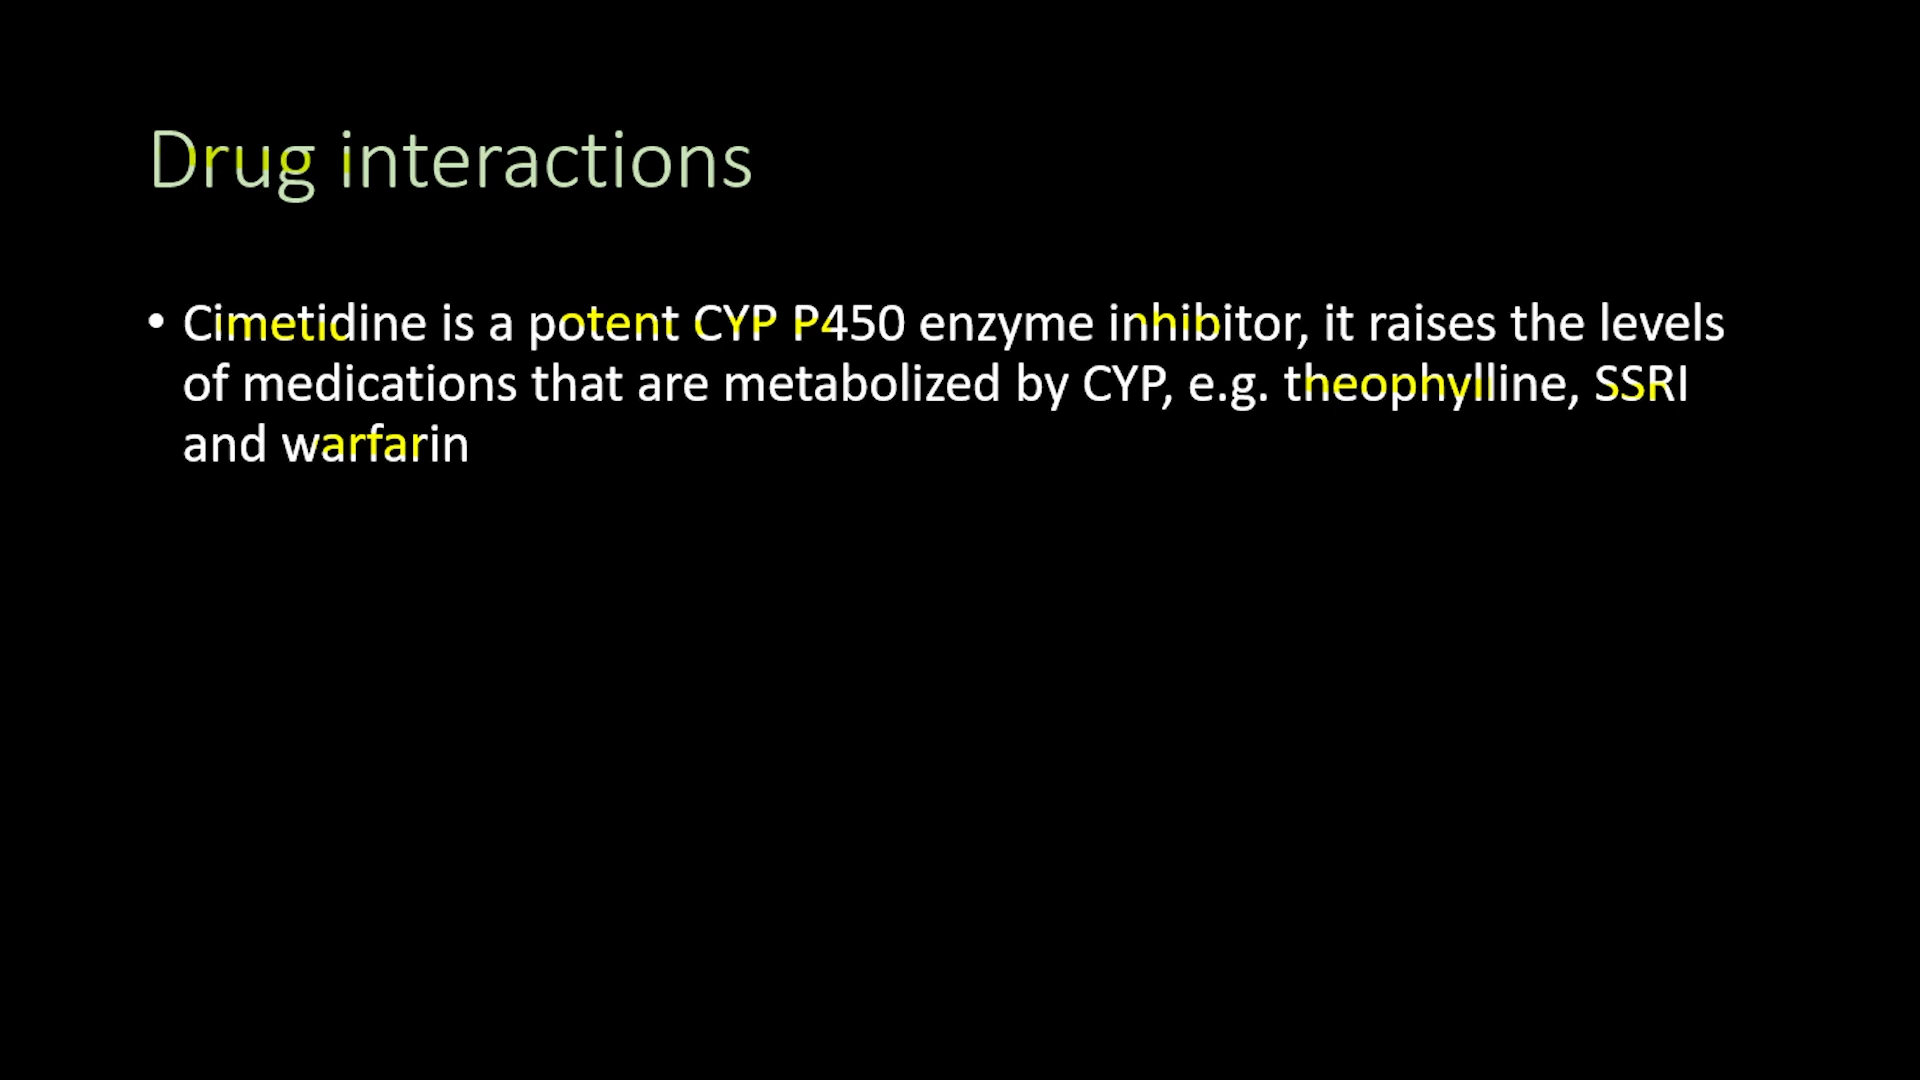 Drug interactions
• Cimetidine is a potent CYP P450 enzyme inhibitor, it raises the levels
of medications that are metabolized by CYP, e.g. theophylline, SSRI
and warfarin